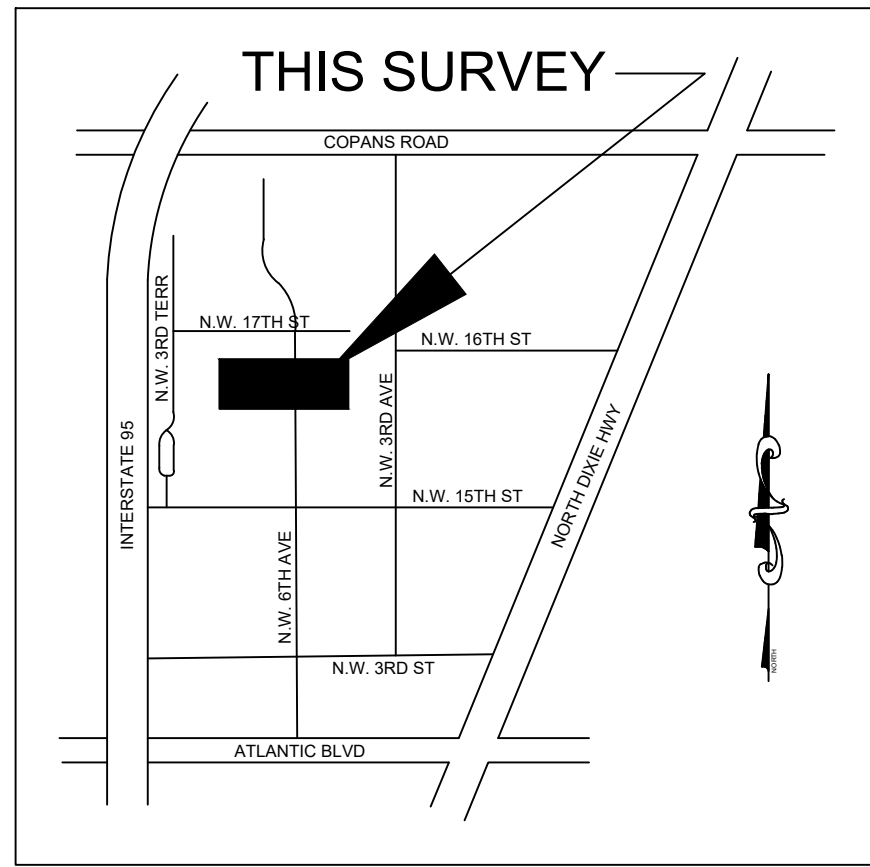 THIS SURVEY
COPANS ROAD
N.W. 3RD TERR
N.W. 17TH ST
N.W. 16TH ST
N.W. 3RD AVE
NORTH DIXIE HWY
INTERSTATE 95
N.W. 15TH ST
N.W. 6TH AVE
N.W. 3RD ST
NORTH
ATLANTIC BLVD